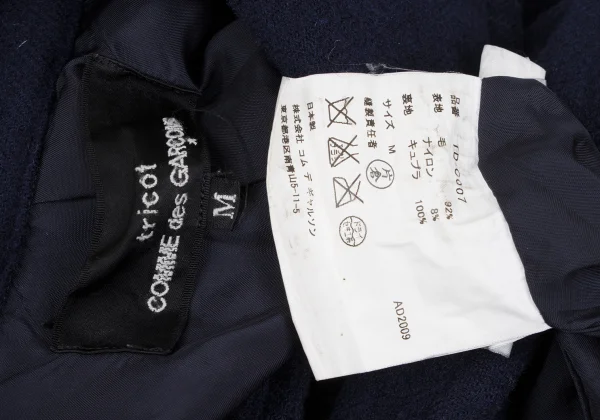 tricot
COMME des GARÇONS
M
品番 TD-C007
表地 毛 92%
ナイロン 8%
裏地 キュプラ 100%
サイズ M
縫製責任者
日本製
株式会社 コム デ ギャルソン
東京都港区南青山5-11-5
AD2009